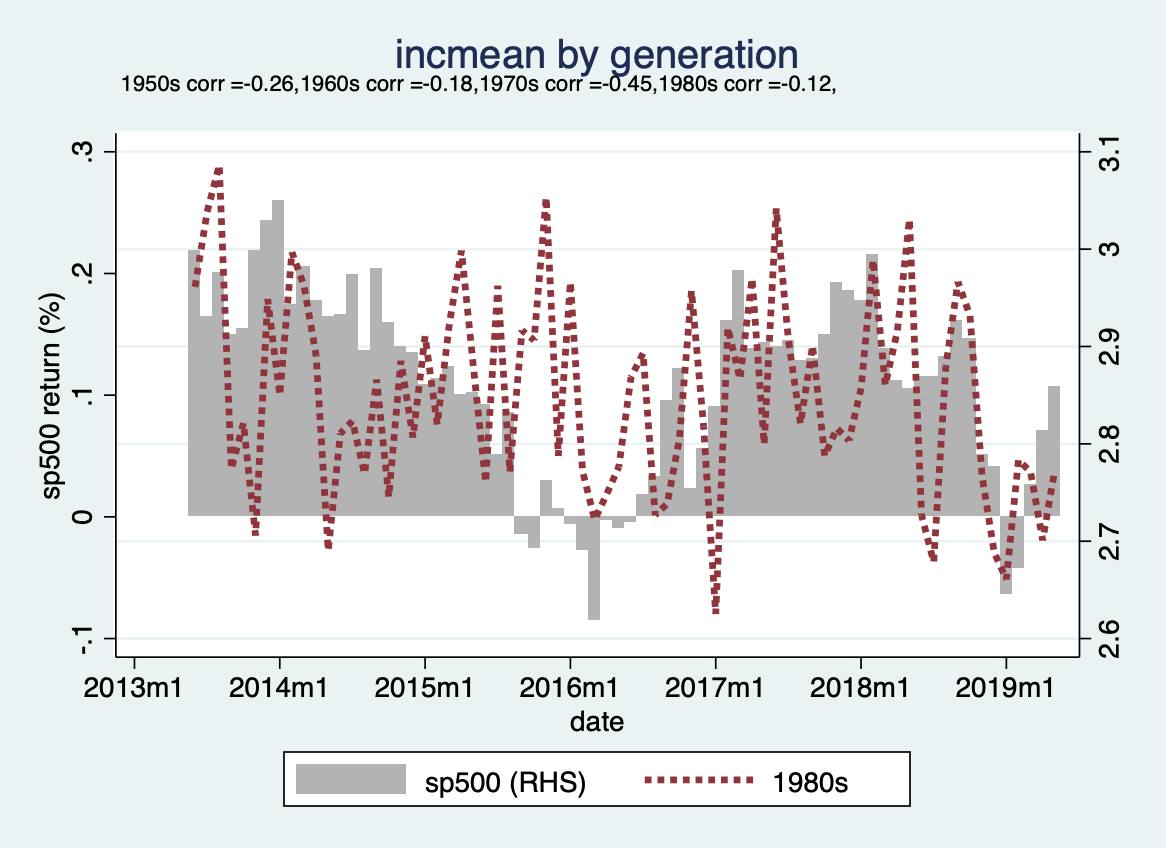 incmean by generation
1950s corr =-0.26,1960s corr =-0.18,1970s corr =-0.45,1980s corr =-0.12,
.3
.2
.1
0
-.1
sp500 return (%)
3.1
3
2.9
2.8
2.7
2.6
2013m1 2014m1 2015m1 2016m1 2017m1 2018m1 2019m1
date
sp500 (RHS) 1980s